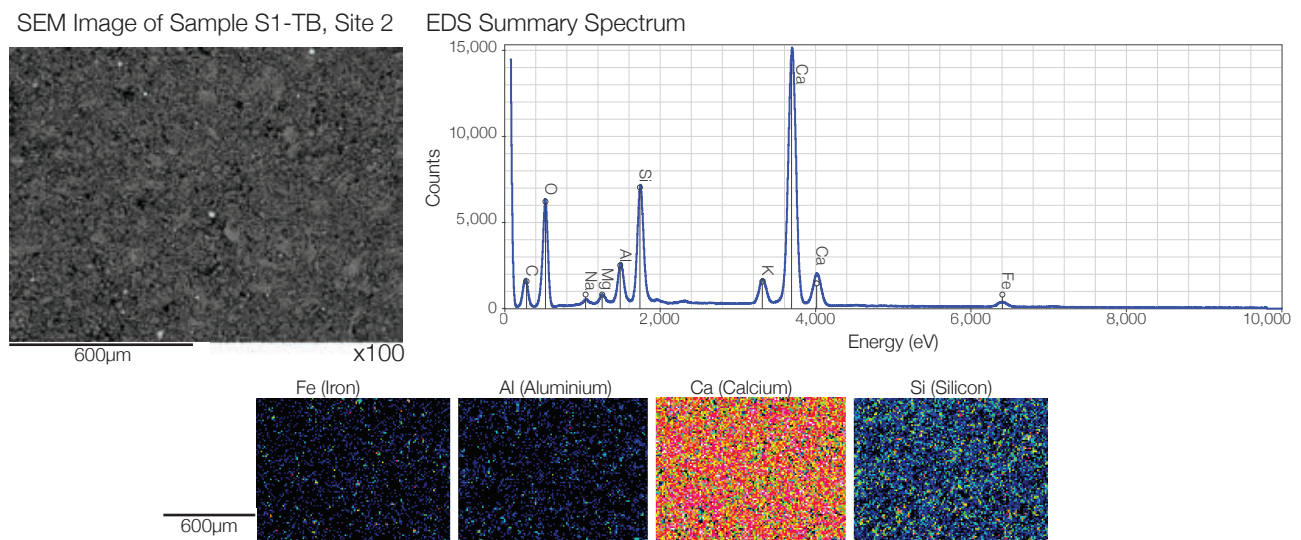 SEM Image of Sample S1-TB, Site 2
EDS Summary Spectrum
15,000
10,000
5,000
0
Counts
C
O
Na
Mg
Al
Si
K
Ca
Ca
Fe
0
2,000
4,000
6,000
8,000
10,000
Energy (eV)
600µm
x100
Fe (Iron)
Al (Aluminium)
Ca (Calcium)
Si (Silicon)
600µm